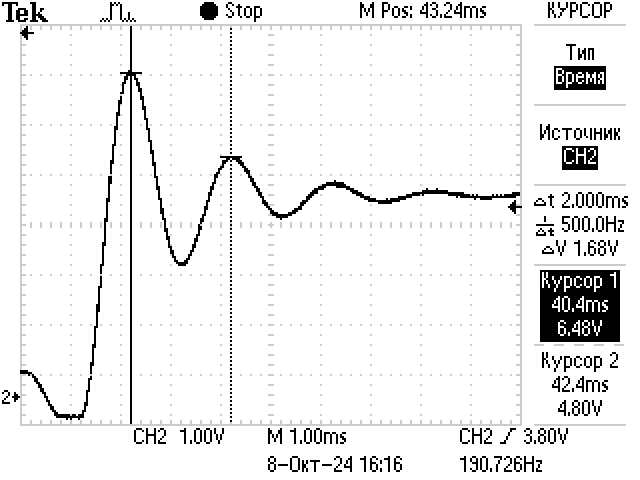 Tek Stop M Pos: 43.24ms КУРСОР
Тип
Время
Источник
CH2
△t 2.000ms
1/△t 500.0Hz
△V 1.68V
Курсор 1
40.4ms
6.48V
Курсор 2
42.4ms
4.80V
2
CH2 1.00V M 1.00ms CH2 / 3.80V
8-Окт-24 16:16 190.726Hz